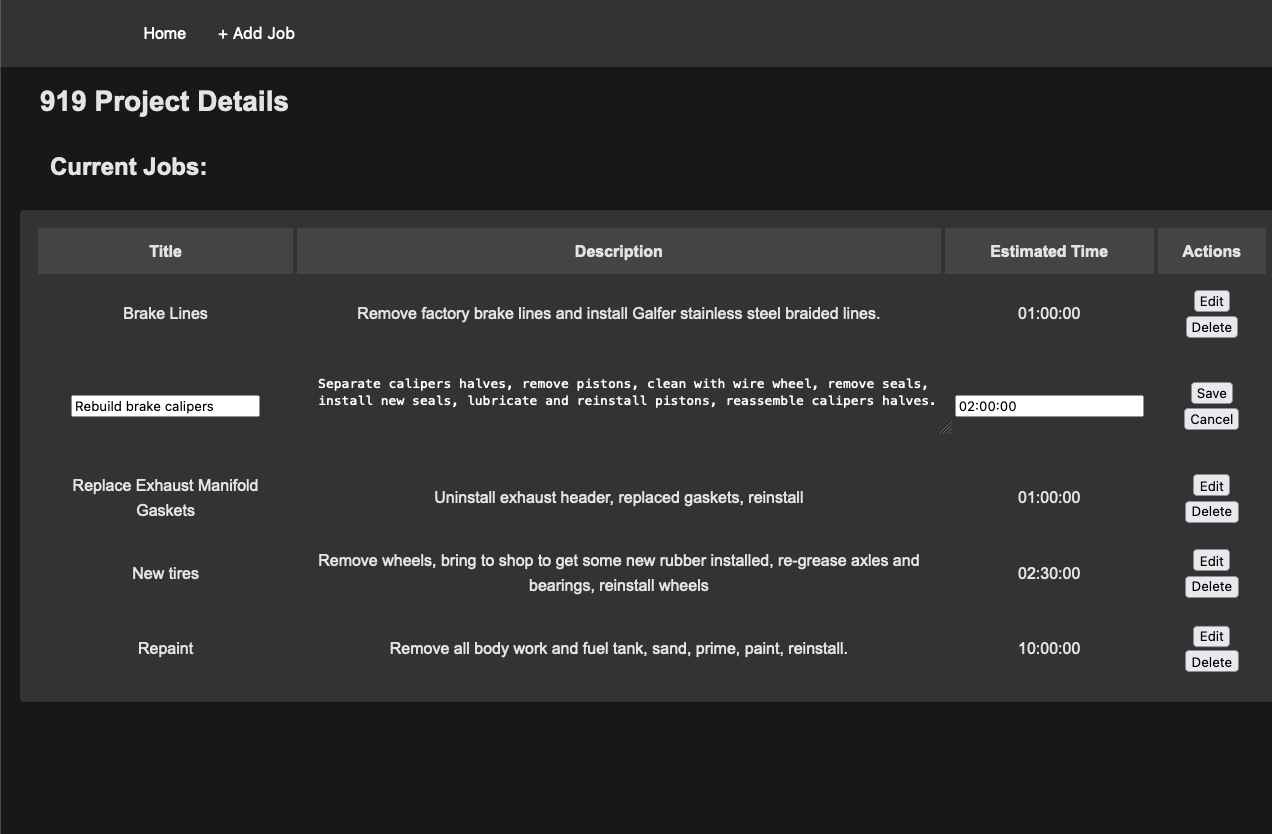 Home + Add Job
919 Project Details
Current Jobs:
Title Description Estimated Time Actions
Brake Lines Remove factory brake lines and install Galfer stainless steel braided lines. 01:00:00 Edit
Delete
Separate calipers halves, remove pistons, clean with wire wheel, remove seals,
install new seals, lubricate and reinstall pistons, reassemble calipers halves.
Rebuild brake calipers 02:00:00 Save
Cancel
Replace Exhaust Manifold
Gaskets
Uninstall exhaust header, replaced gaskets, reinstall 01:00:00 Edit
Delete
New tires
Remove wheels, bring to shop to get some new rubber installed, re-grease axles and
bearings, reinstall wheels
02:30:00 Edit
Delete
Repaint Remove all body work and fuel tank, sand, prime, paint, reinstall. 10:00:00 Edit
Delete